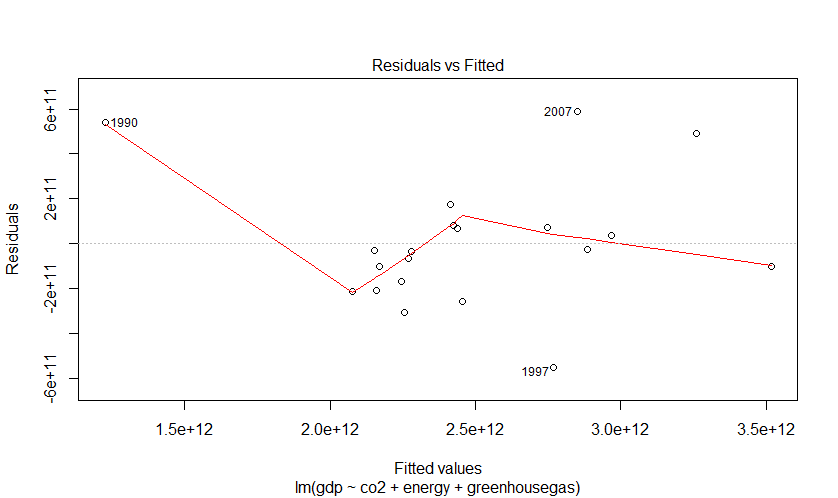 Residuals vs Fitted
Residuals
6e+11
2e+11
-2e+11
-6e+11
1990
2007
1997
1.5e+12 2.0e+12 2.5e+12 3.0e+12 3.5e+12
Fitted values
lm(gdp ~ co2 + energy + greenhousegas)